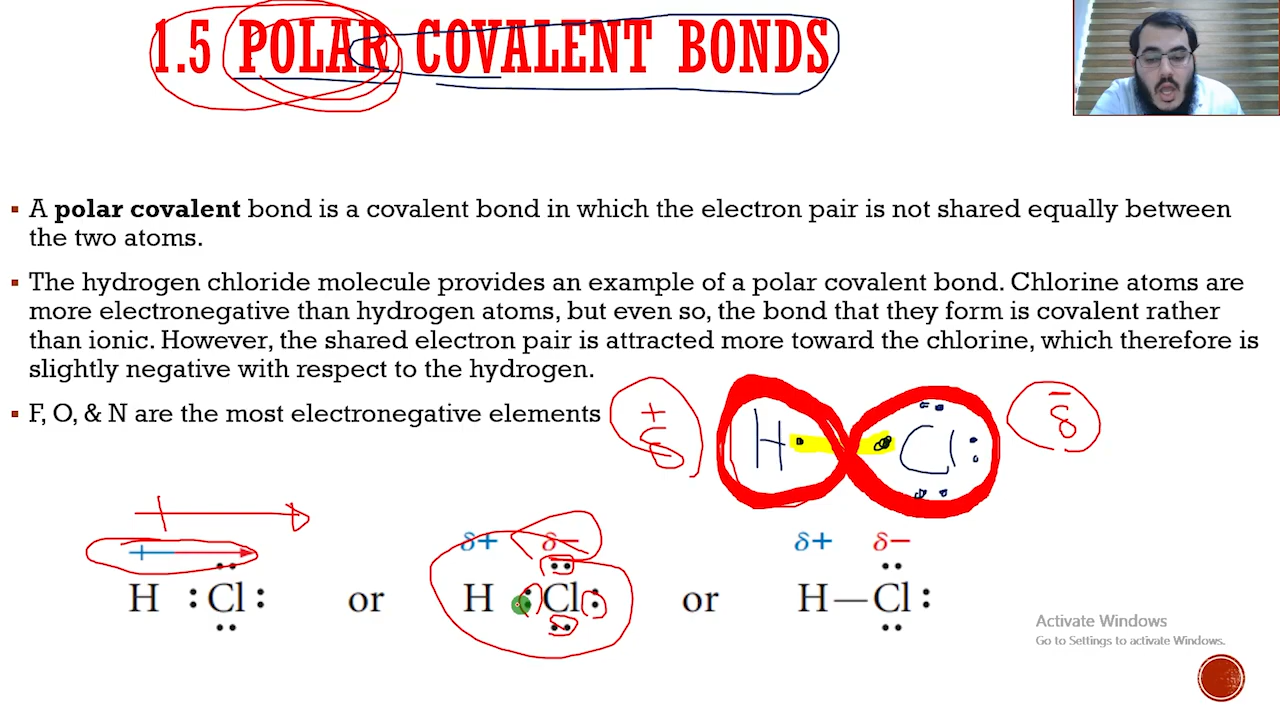 1.5 POLAR COVALENT BONDS
▪ A polar covalent bond is a covalent bond in which the electron pair is not shared equally between
the two atoms.
▪ The hydrogen chloride molecule provides an example of a polar covalent bond. Chlorine atoms are
more electronegative than hydrogen atoms, but even so, the bond that they form is covalent rather
than ionic. However, the shared electron pair is attracted more toward the chlorine, which therefore is
slightly negative with respect to the hydrogen.
▪ F, O, & N are the most electronegative elements
+
δ
H Cl
−
δ
δ+ δ− δ+ δ−
H :Cl: or H :Cl: or H—Cl:
Activate Windows
Go to Settings to activate Windows.